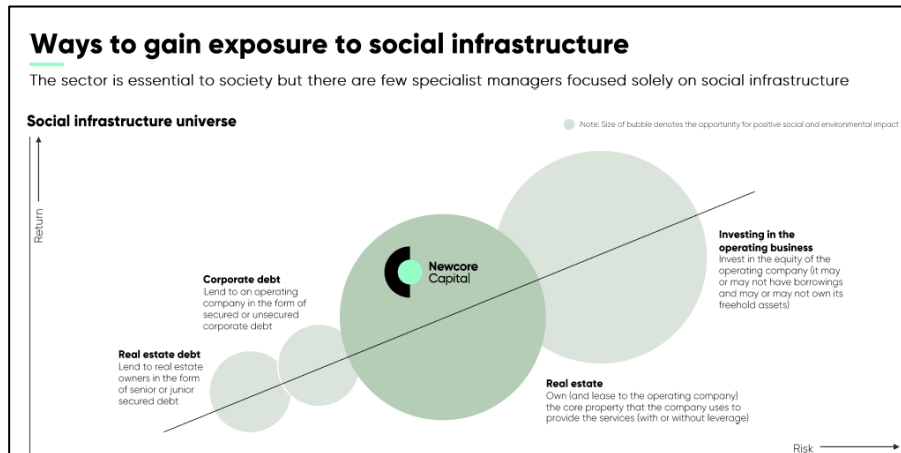 Ways to gain exposure to social infrastructure
The sector is essential to society but there are few specialist managers focused solely on social infrastructure
Social infrastructure universe
Note: Size of bubble denotes the opportunity for positive social and environmental impact
Return
Newcore
Capital
Investing in the
operating business
Invest in the equity of the
operating company (it may
or may not have borrowings
and may or may not own its
freehold assets)
Corporate debt
Lend to an operating
company in the form of
secured or unsecured
corporate debt
Real estate debt
Lend to real estate
owners in the form
of senior or junior
secured debt
Real estate
Own (and lease to the operating company)
the core property that the company uses to
provide the services (with or without leverage)
Risk